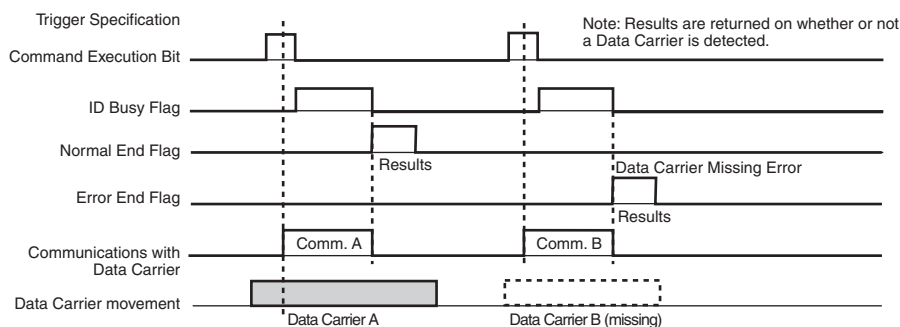 Trigger Specification
Note: Results are returned on whether or not
a Data Carrier is detected.
Command Execution Bit
ID Busy Flag
Normal End Flag
Results
Data Carrier Missing Error
Error End Flag
Results
Comm. A
Comm. B
Communications with
Data Carrier
Data Carrier movement
Data Carrier A
Data Carrier B (missing)